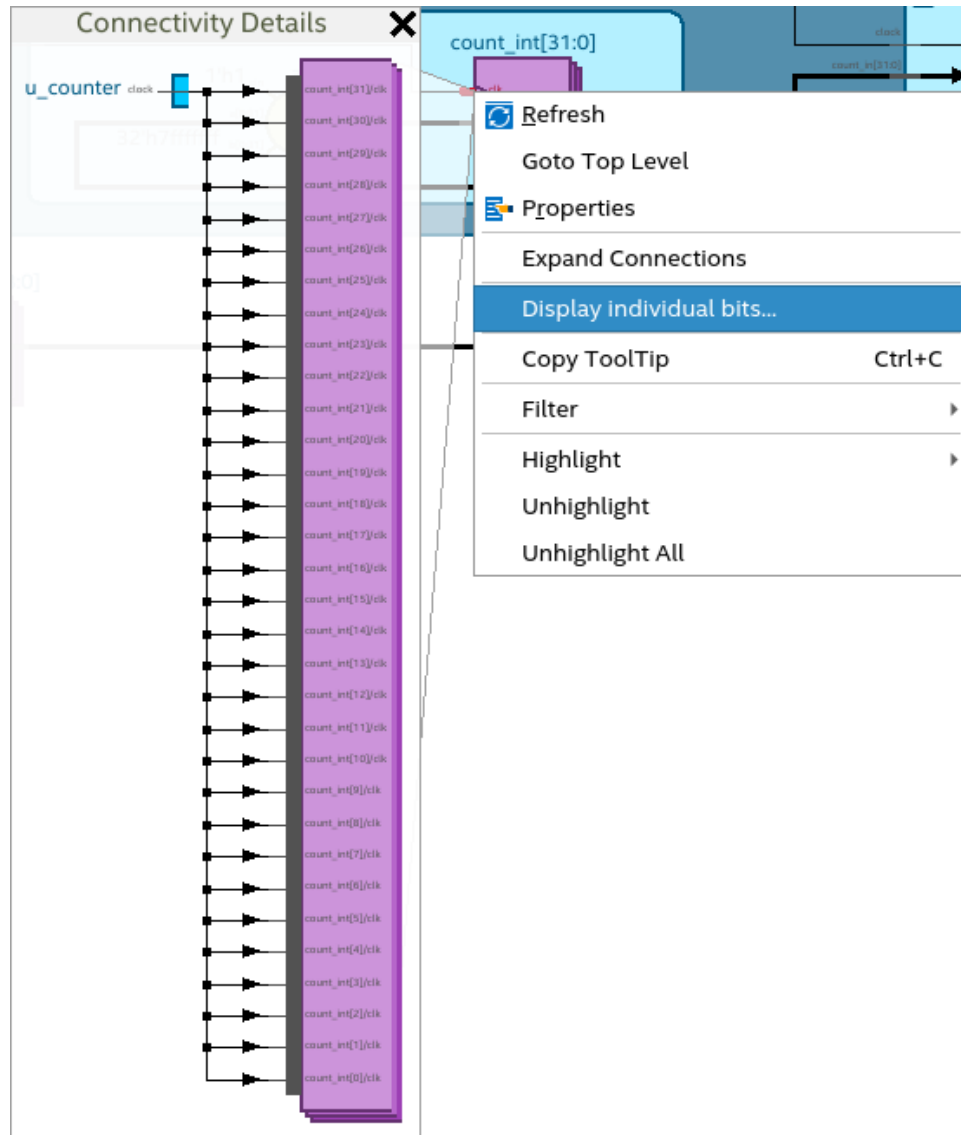 Connectivity Details
u_counter clock
count_int[31]/clk
count_int[30]/clk
count_int[29]/clk
count_int[28]/clk
count_int[27]/clk
count_int[26]/clk
count_int[25]/clk
count_int[24]/clk
count_int[23]/clk
count_int[22]/clk
count_int[21]/clk
count_int[20]/clk
count_int[19]/clk
count_int[18]/clk
count_int[17]/clk
count_int[16]/clk
count_int[15]/clk
count_int[14]/clk
count_int[13]/clk
count_int[12]/clk
count_int[11]/clk
count_int[10]/clk
count_int[9]/clk
count_int[8]/clk
count_int[7]/clk
count_int[6]/clk
count_int[5]/clk
count_int[4]/clk
count_int[3]/clk
count_int[2]/clk
count_int[1]/clk
count_int[0]/clk
1'h1
:0]
count_int[31:0]
clk
clock
count_in[31:0]
Refresh
Goto Top Level
Properties
Expand Connections
Display individual bits...
Copy ToolTip Ctrl+C
Filter
Highlight
Unhighlight
Unhighlight All